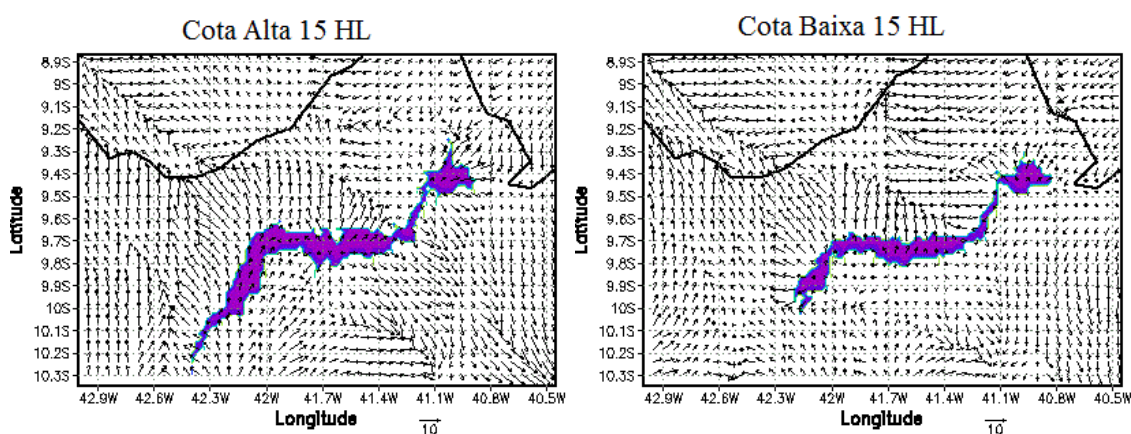 Cota Alta 15 HL
8.9S
9S
9.1S
9.2S
9.3S
9.4S
9.5S
9.6S
9.7S
9.8S
9.9S
10S
10.1S
10.2S
10.3S
Latitude
42.9W 42.6W 42.3W 42W 41.7W 41.4W 41.1W 40.8W 40.5W
Longitude
10
Cota Baixa 15 HL
8.9S
9S
9.1S
9.2S
9.3S
9.4S
9.5S
9.6S
9.7S
9.8S
9.9S
10S
10.1S
10.2S
10.3S
Latitude
42.9W 42.6W 42.3W 42W 41.7W 41.4W 41.1W 40.8W 40.5W
Longitude
10